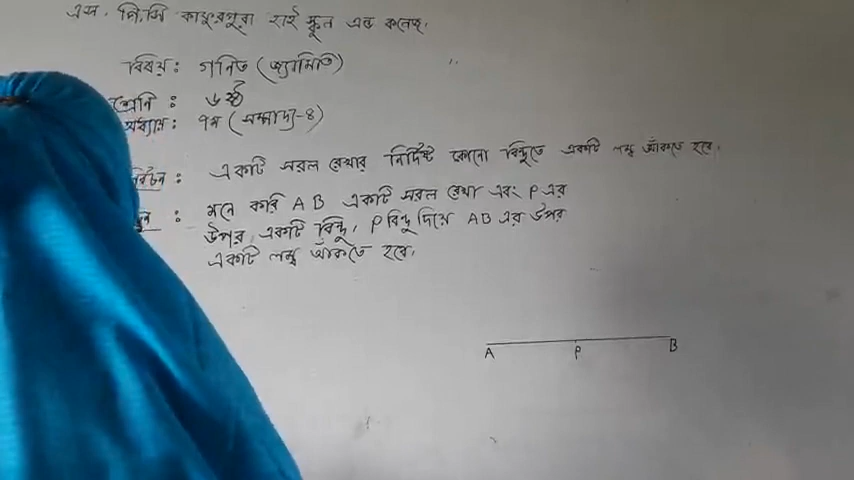 এস. পি.সি কাফুরপুরা হাই স্কুল এন্ড কলেজ.
বিষয়: গনিত (জ্যামিতি)
শ্রেনি : ৬ষ্ঠ
অধ্যায়: ৭ম (সম্পাদ্য-৪)
একটি সরল রেখার নির্দিষ্ট কোনো বিন্দুতে একটি লম্ব আঁকতে হবে.
: মনে করি AB একটি সরল রেখা এবং P এর
উপর একটি বিন্দু, P বিন্দু দিয়ে AB এর উপর
একটি লম্ব আঁকতে হবে.
A P B